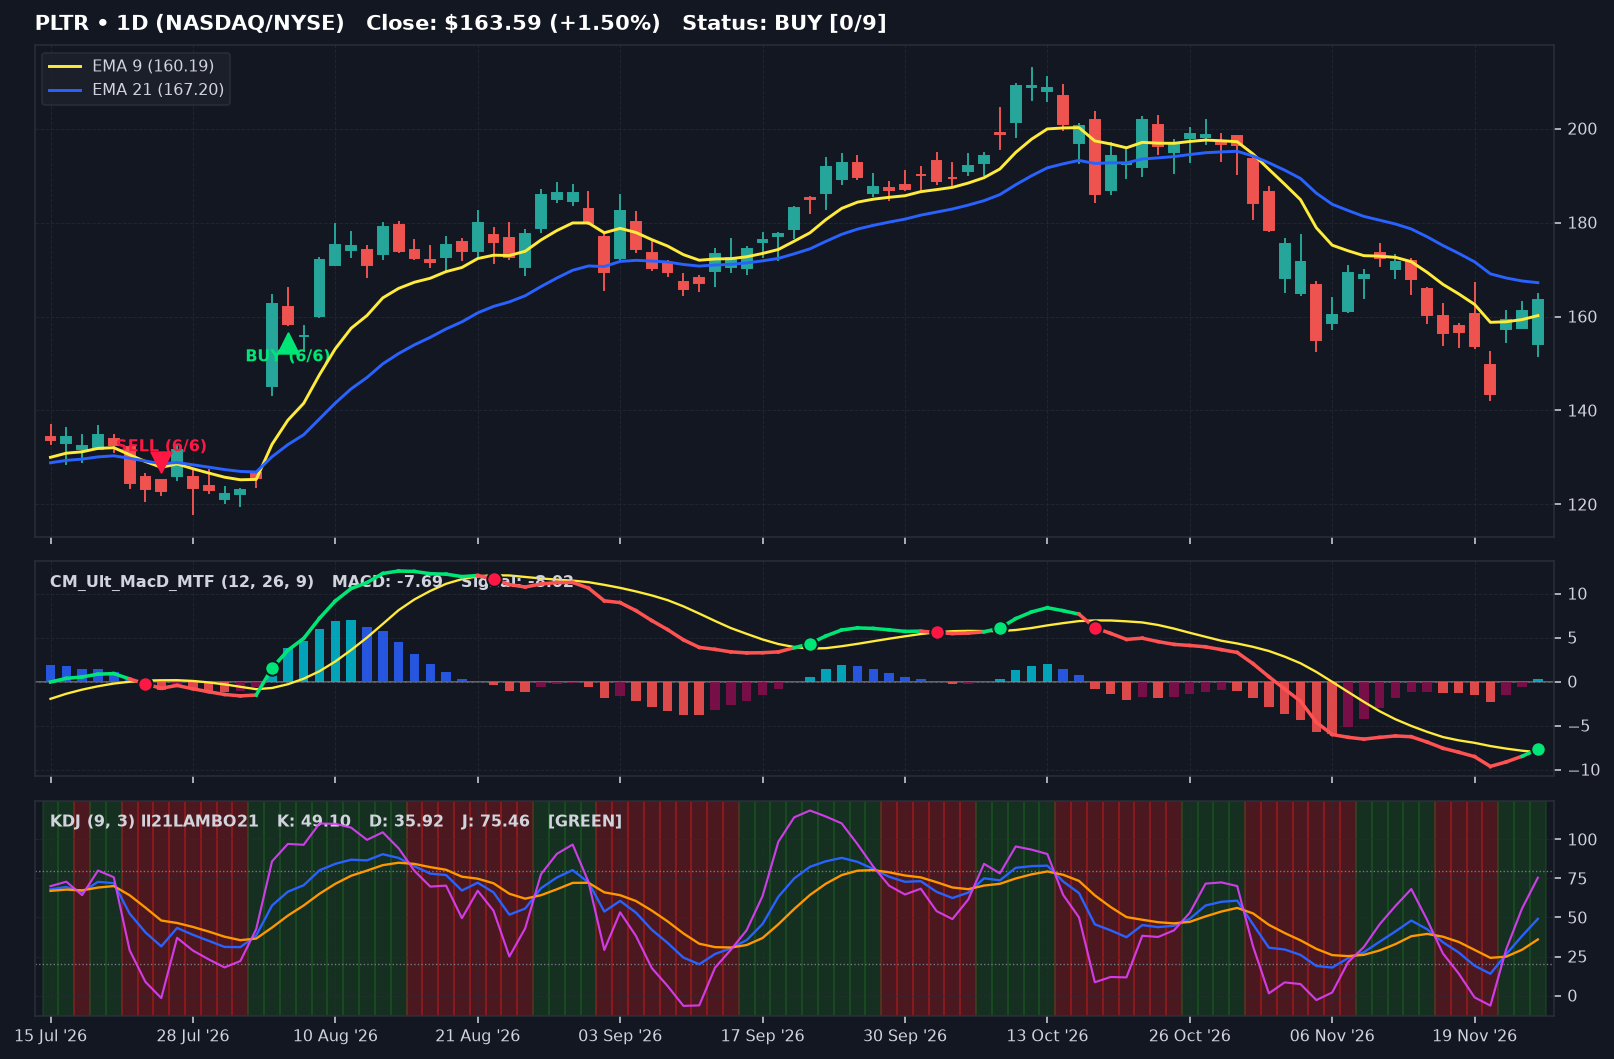 PLTR • 1D (NASDAQ/NYSE)   Close: $163.59 (+1.50%)   Status: BUY [0/9]
EMA 9 (160.19)
EMA 21 (167.20)
200
180
160
140
120
BUY (6/6)
SELL (6/6)
CM_Ult_MacD_MTF (12, 26, 9)   MACD: -7.69   Signal: -8.02
10
5
0
−5
−10
KDJ (9, 3) II21LAMBO21   K: 49.10   D: 35.92   J: 75.46   [GREEN]
100
75
50
25
0
15 Jul '26   28 Jul '26   10 Aug '26   21 Aug '26   03 Sep '26   17 Sep '26   30 Sep '26   13 Oct '26   26 Oct '26   06 Nov '26   19 Nov '26